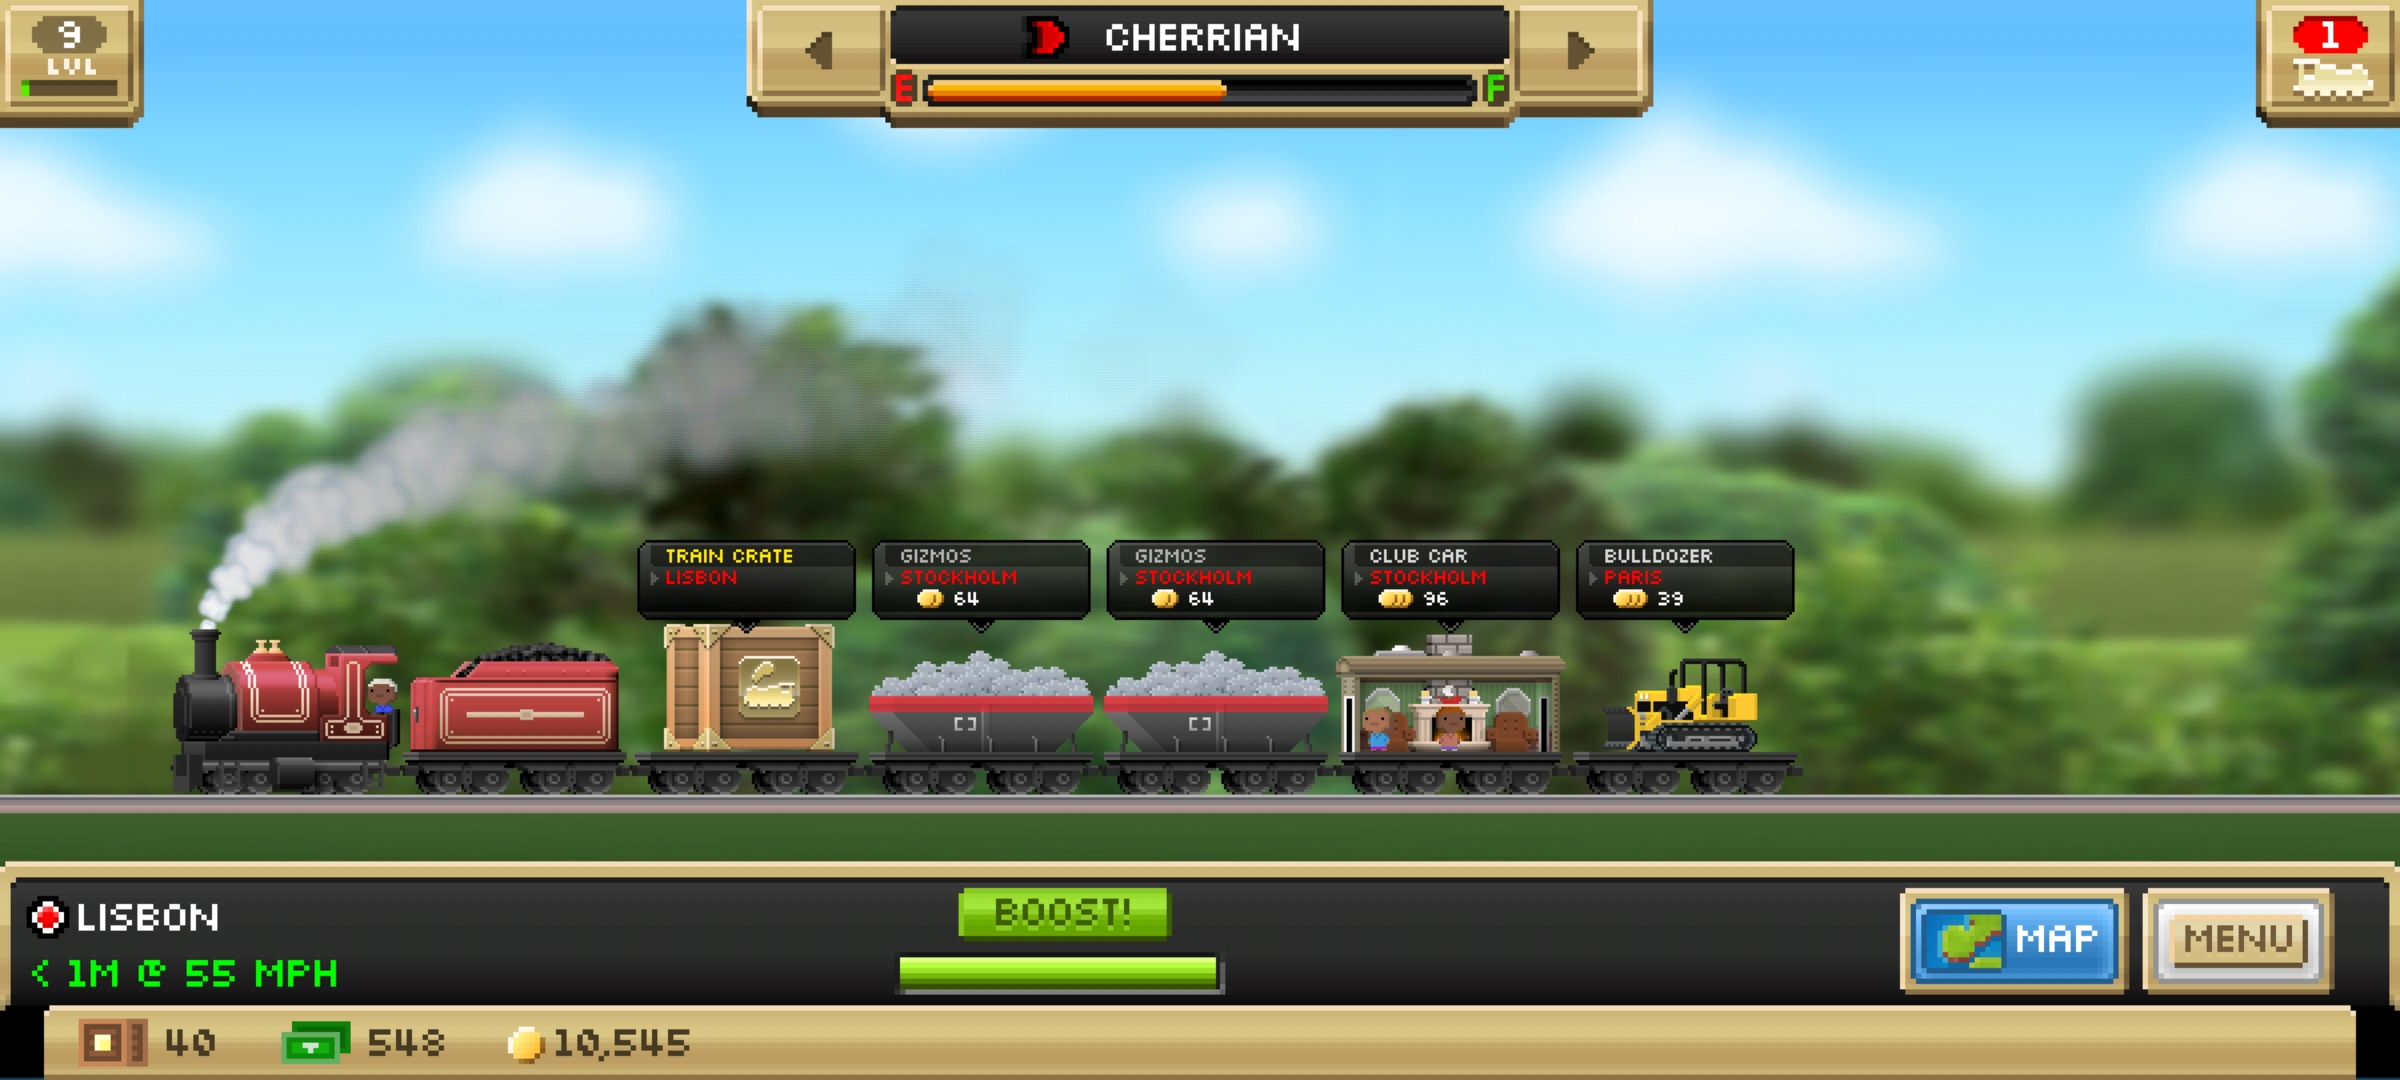 9
LVL
CHERRIAN
E
F
1
TRAIN CRATE
LISBON
GIZMOS
STOCKHOLM
64
GIZMOS
STOCKHOLM
64
CLUB CAR
STOCKHOLM
96
BULLDOZER
PARIS
39
LISBON
< 1M @ 55 MPH
BOOST!
MAP
MENU
40
548
10,545